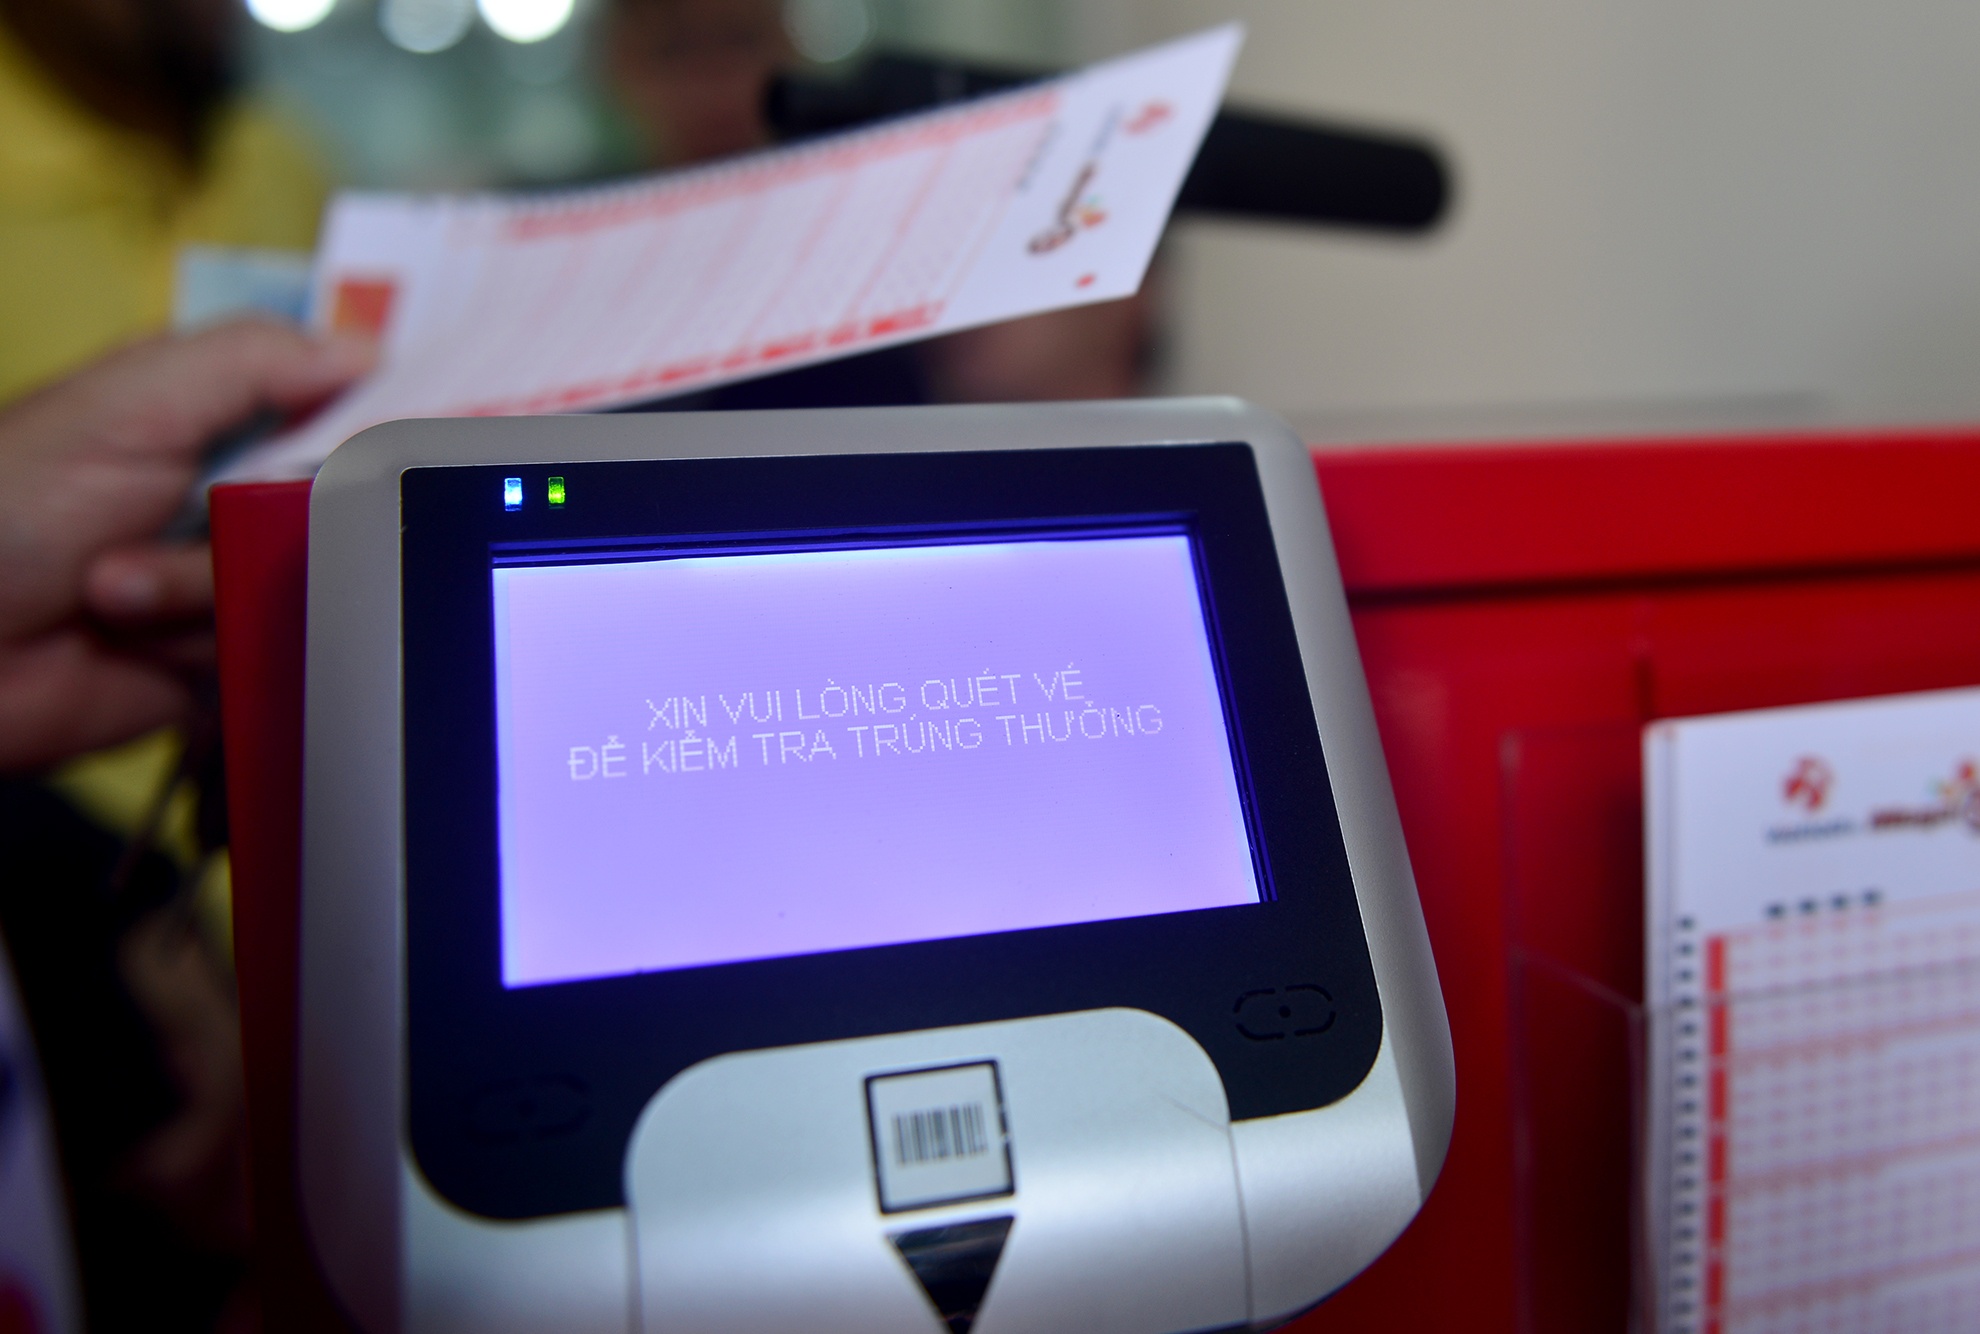 XIN VUI LÒNG QUÉT VÉ
ĐỂ KIỂM TRA TRÚNG THƯỞNG